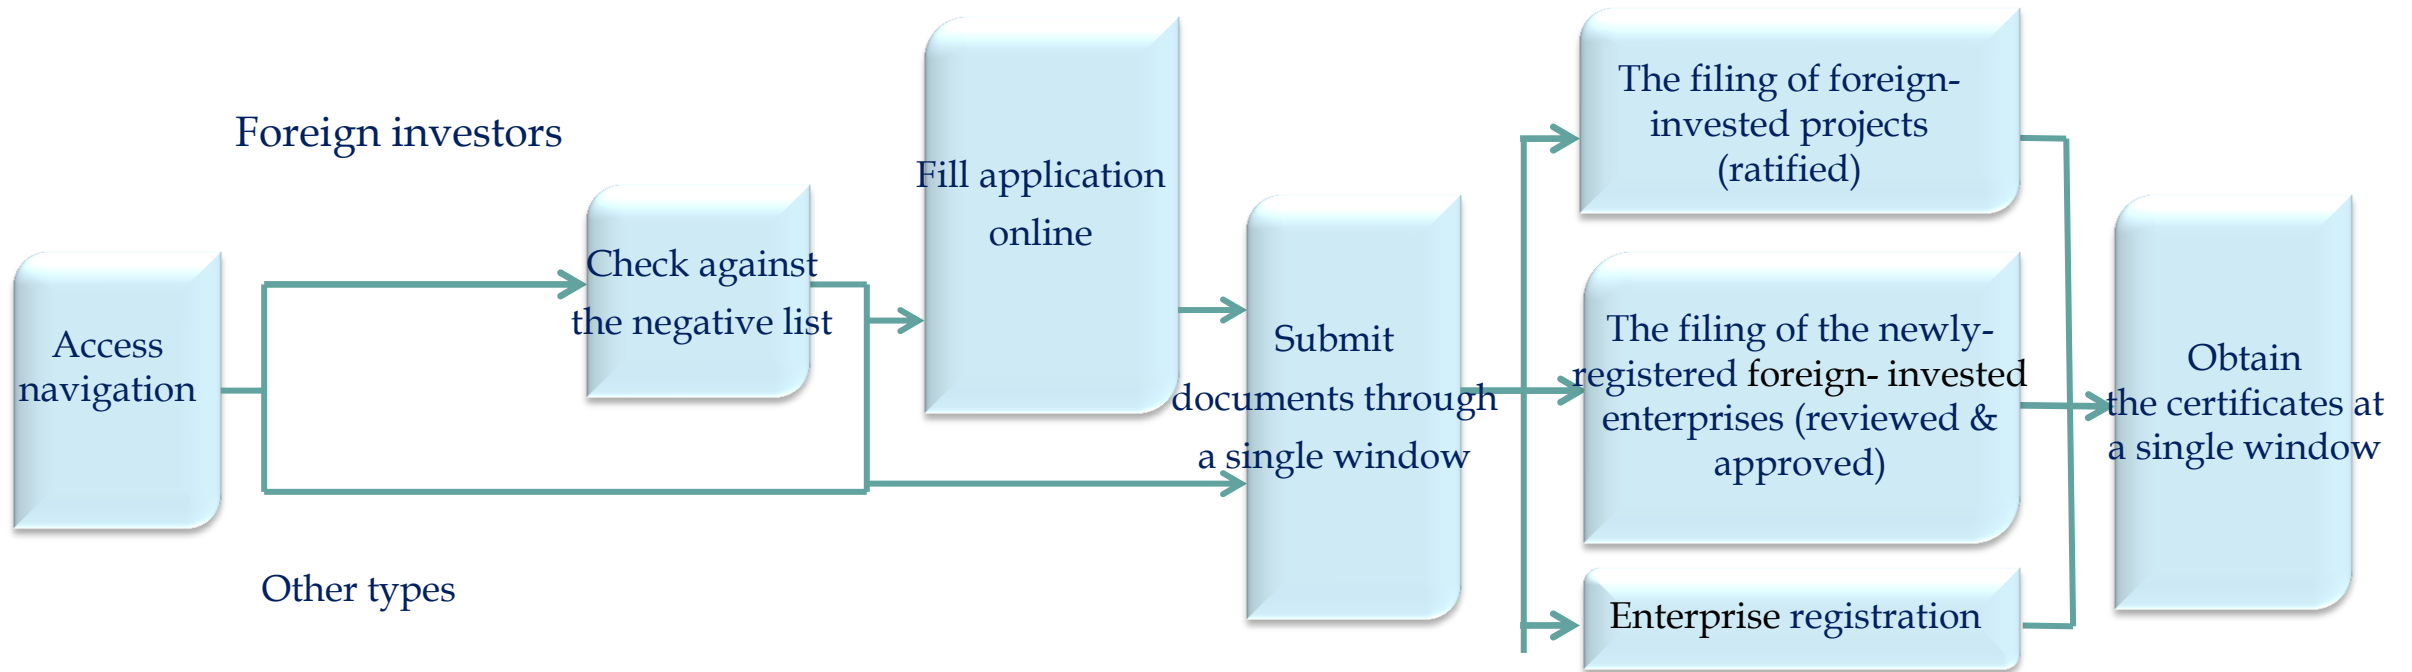 Foreign investors
Access
navigation
Other types
Check against
the negative list
Fill application
online
Submit
documents through
a single window
The filing of foreign-
invested projects
(ratified)
The filing of the newly-
registered foreign- invested
enterprises (reviewed &
approved)
Enterprise registration
Obtain
the certificates at
a single window